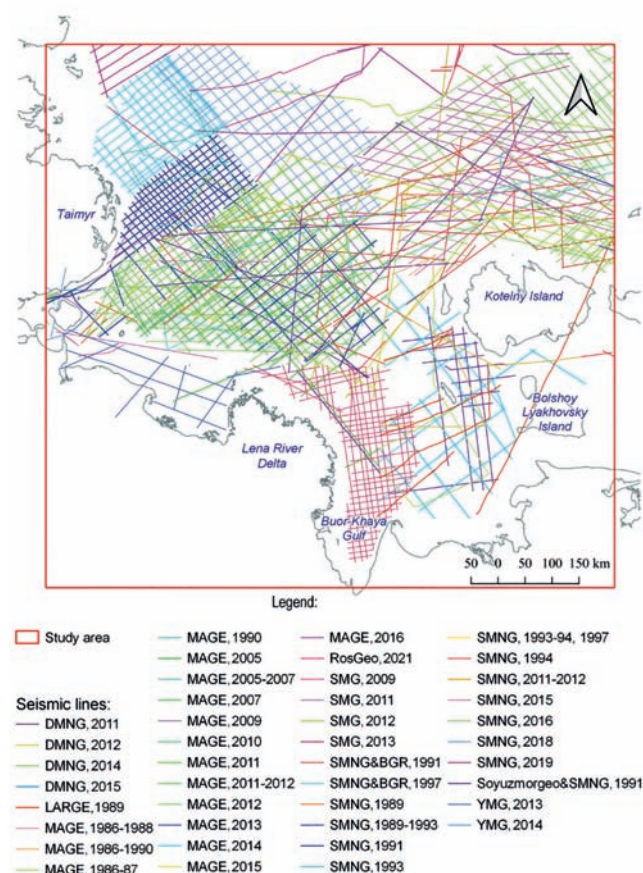 Taimyr
Kotelny Island
Bolshoy
Lyakhovsky
Island
Lena River
Delta
Buor-Khaya
Gulf
50 0 50 100 150 km
Legend:
Study area
Seismic lines:
DMNG, 2011
DMNG, 2012
DMNG, 2014
DMNG, 2015
LARGE, 1989
MAGE, 1986-1988
MAGE, 1986-1990
MAGE, 1986-87
MAGE, 1990
MAGE, 2005
MAGE, 2005-2007
MAGE, 2007
MAGE, 2009
MAGE, 2010
MAGE, 2011
MAGE, 2011-2012
MAGE, 2012
MAGE, 2013
MAGE, 2014
MAGE, 2015
MAGE, 2016
RosGeo, 2021
SMG, 2009
SMG, 2011
SMG, 2012
SMG, 2013
SMNG&BGR, 1991
SMNG&BGR, 1997
SMNG, 1989
SMNG, 1989-1993
SMNG, 1991
SMNG, 1993
SMNG, 1993-94, 1997
SMNG, 1994
SMNG, 2011-2012
SMNG, 2015
SMNG, 2016
SMNG, 2018
SMNG, 2019
Soyuzmorgeo&SMNG, 1991
YMG, 2013
YMG, 2014